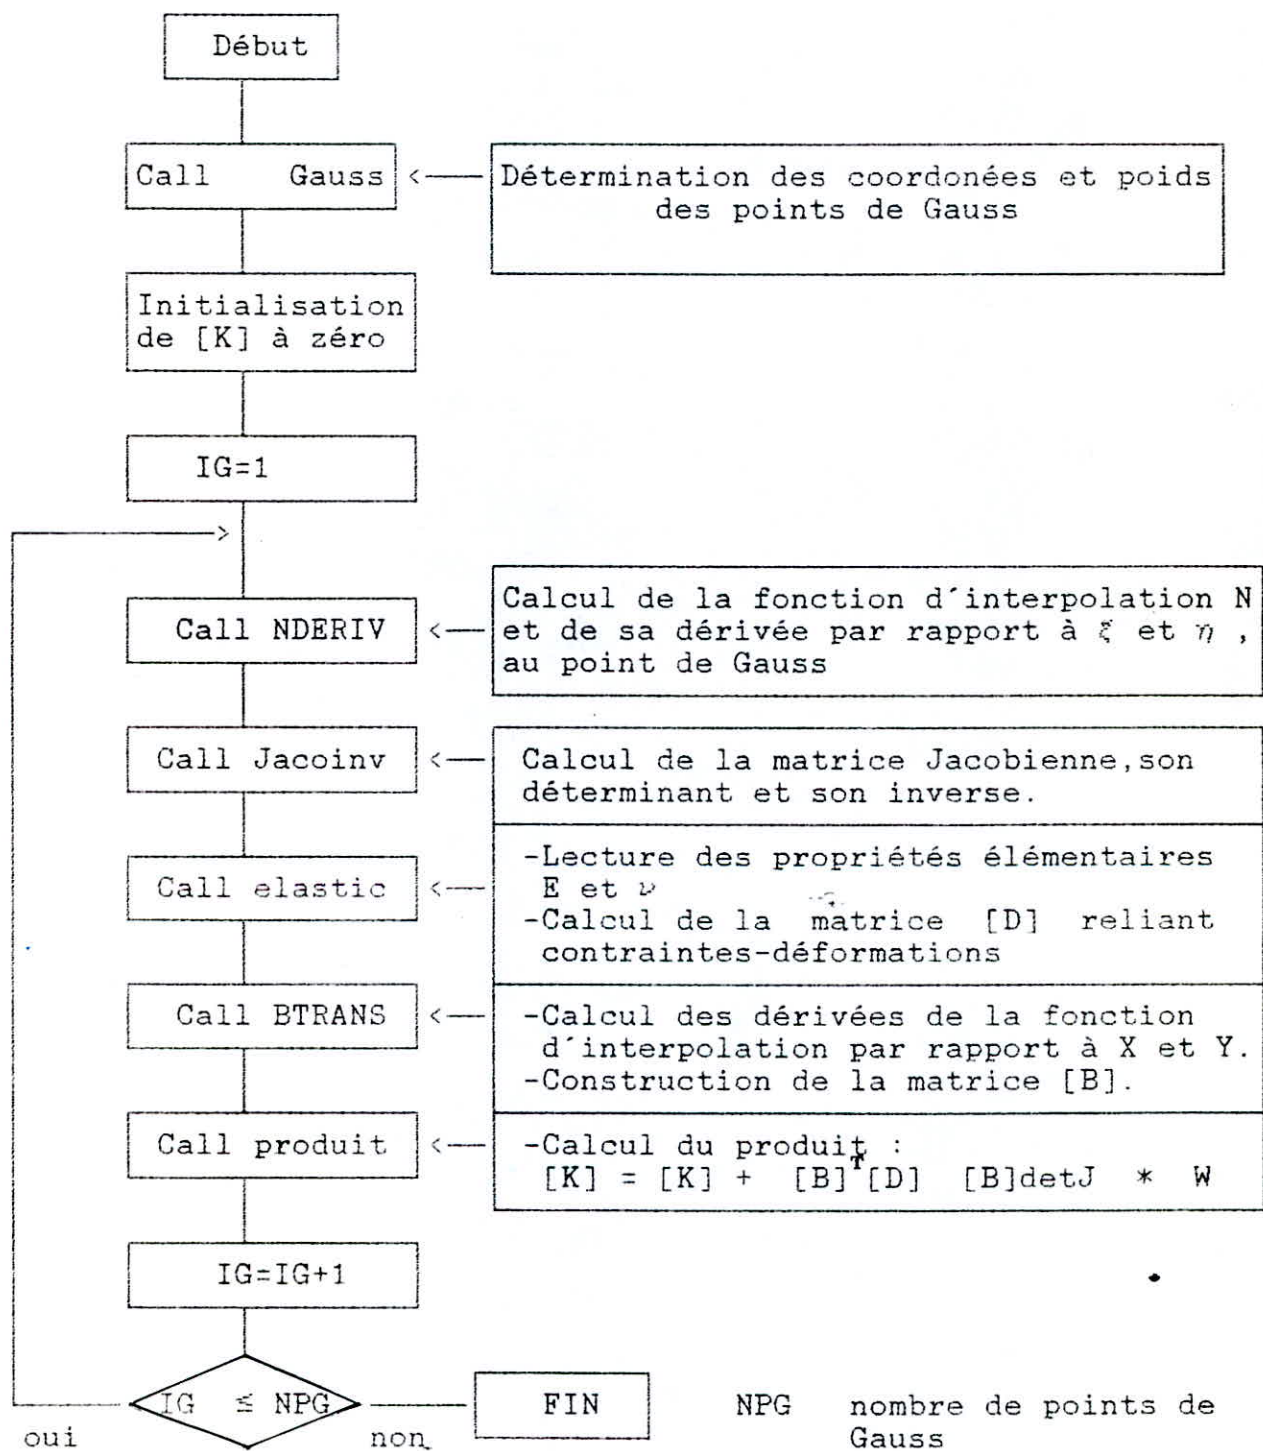 Début
Call Gauss <—
Détermination des coordonées et poids
des points de Gauss
Initialisation
de [K] à zéro
IG=1
>
Call NDERIV <—
Calcul de la fonction d´interpolation N
et de sa dérivée par rapport à ξ et η ,
au point de Gauss
Call Jacoinv <—
Calcul de la matrice Jacobienne,son
déterminant et son inverse.
Call elastic <—
-Lecture des propriétés élémentaires
E et ν
-Calcul de la matrice [D] reliant
contraintes-déformations
Call BTRANS <—
-Calcul des dérivées de la fonction
d´interpolation par rapport à X et Y.
-Construction de la matrice [B].
Call produit <—
-Calcul du produit :
[K] = [K] + [B]ᵀ[D] [B]detJ * W
IG=IG+1
IG ≤ NPG
oui
non
FIN
NPG nombre de points de
Gauss